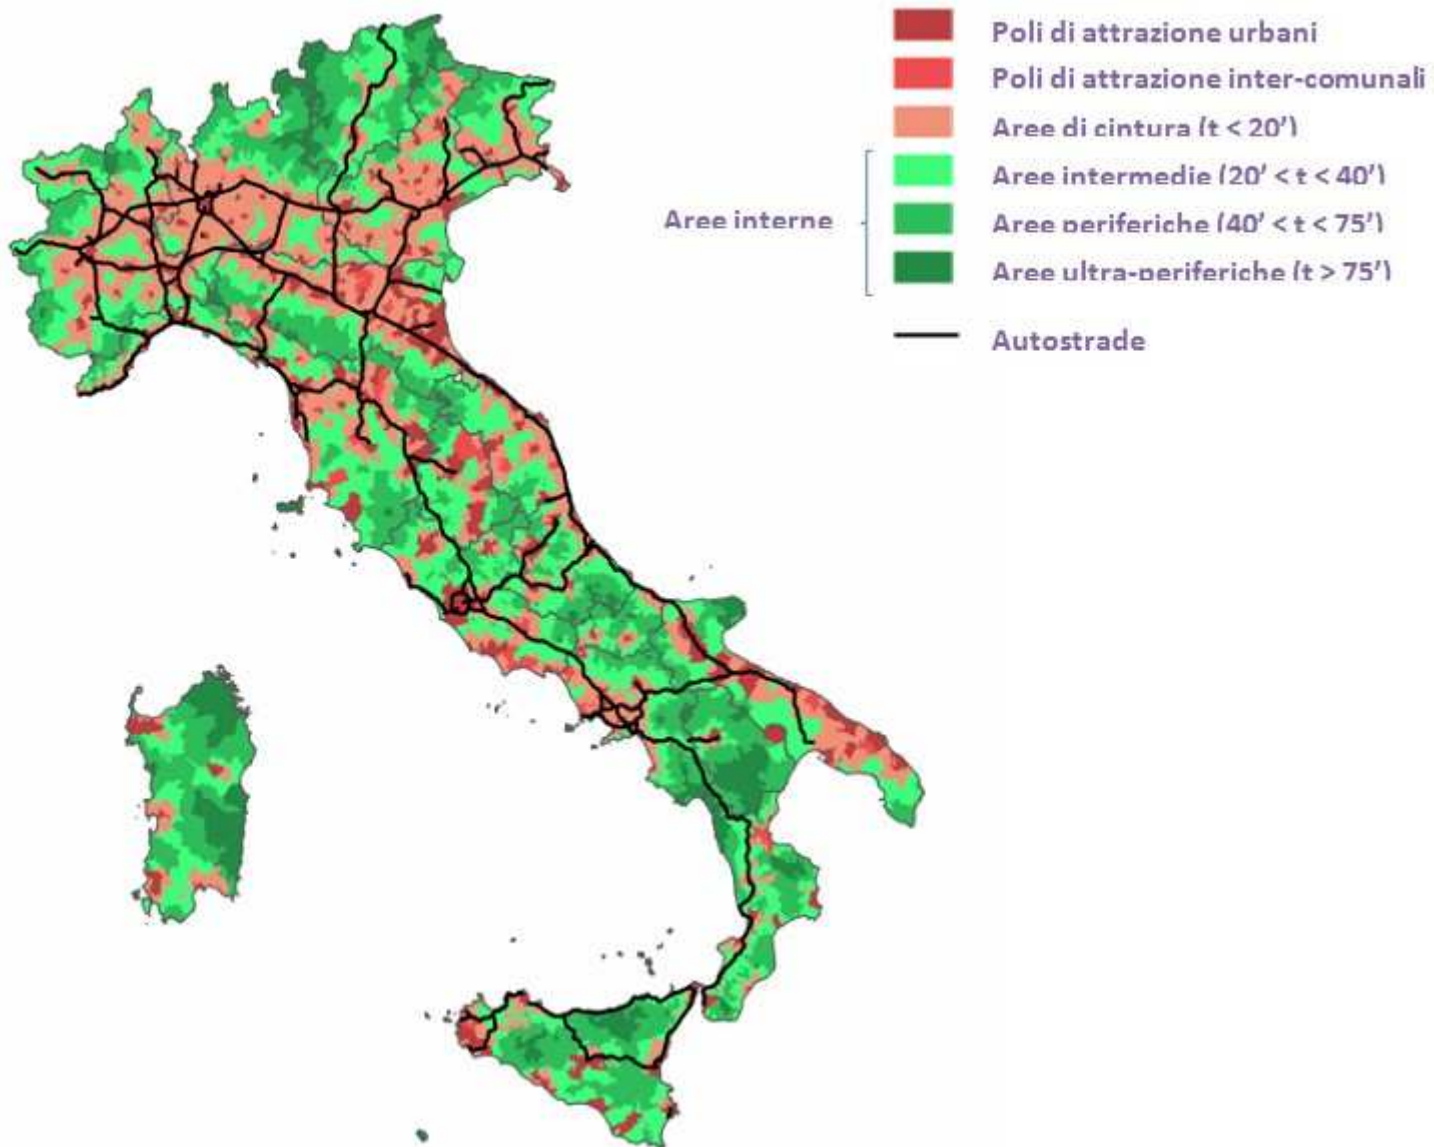 Poli di attrazione urbani
Poli di attrazione inter-comunali
Aree di cintura (t < 20')
Aree interne
Aree intermedie (20' < t < 40')
Aree periferiche (40' < t < 75')
Aree ultra-periferiche (t > 75')
Autostrade